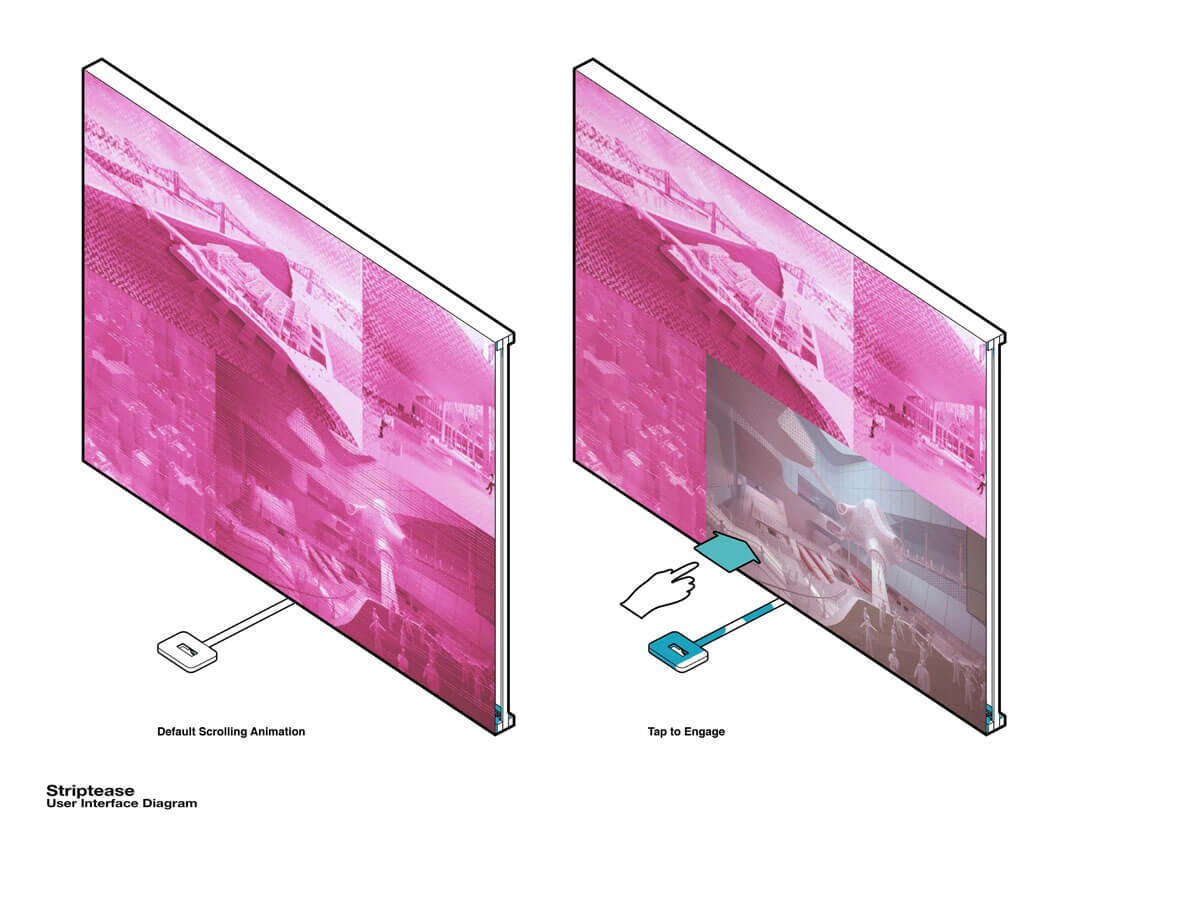 Default Scrolling Animation
Tap to Engage
Striptease
User Interface Diagram